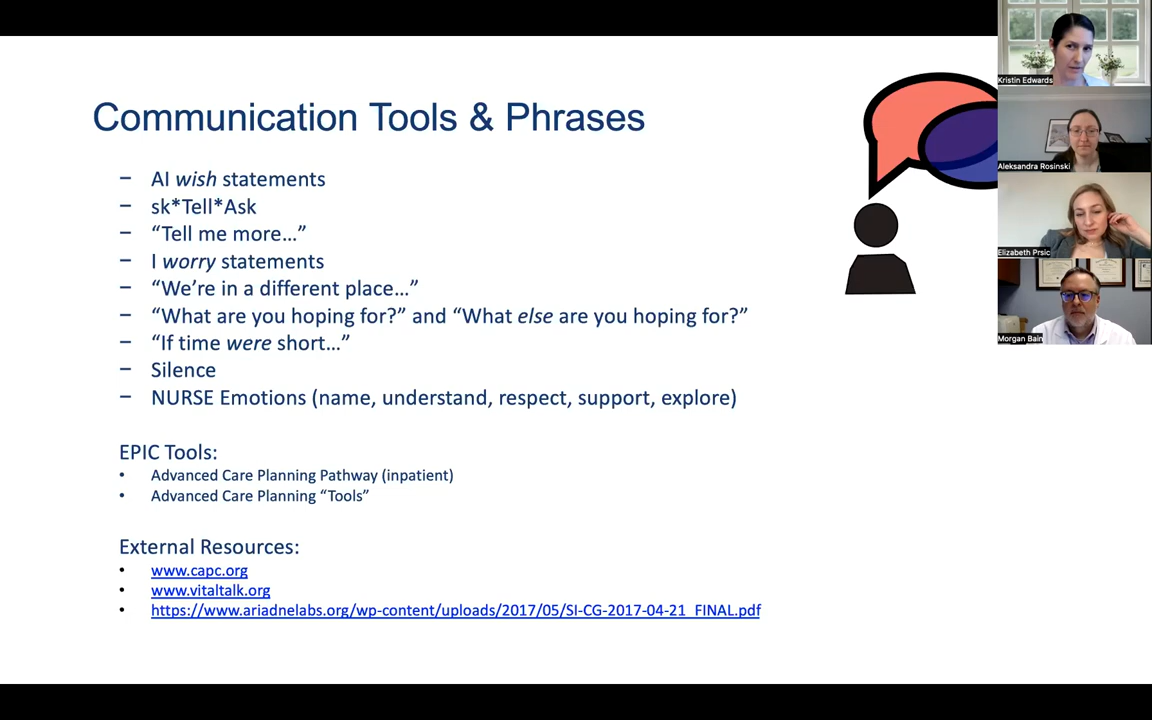 Communication Tools & Phrases
– AI wish statements
– sk*Tell*Ask
– “Tell me more…”
– I worry statements
– “We’re in a different place…”
– “What are you hoping for?” and “What else are you hoping for?”
– “If time were short…”
– Silence
– NURSE Emotions (name, understand, respect, support, explore)
EPIC Tools:
• Advanced Care Planning Pathway (inpatient)
• Advanced Care Planning “Tools”
External Resources:
• www.capc.org
• www.vitaltalk.org
• https://www.ariadnelabs.org/wp-content/uploads/2017/05/SI-CG-2017-04-21_FINAL.pdf
Kristin Edwards
Aleksandra Rosinski
Elizabeth Prsic
Morgan Bain